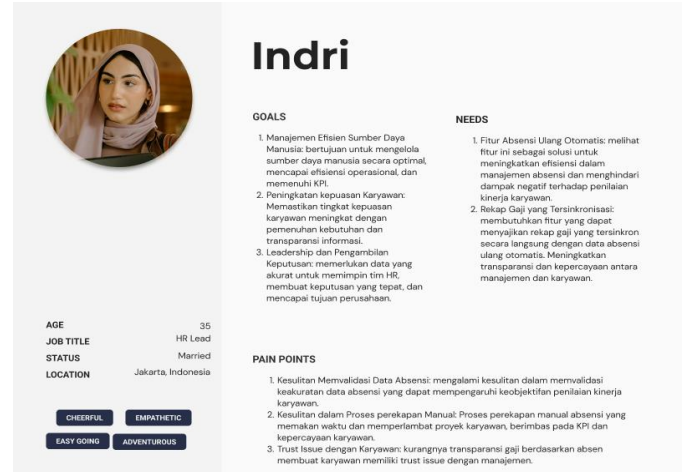 Indri
GOALS
1. Manajemen Efisien Sumber Daya
Manusia: bertujuan untuk mengelola
sumber daya manusia secara optimal,
mencapai efisiensi operasional, dan
memenuhi KPI.
2. Peningkatan kepuasan Karyawan:
Memastikan tingkat kepuasan
karyawan meningkat dengan
pemenuhan kebutuhan dan
transparansi informasi.
3. Leadership dan Pengambilan
Keputusan: memerlukan data yang
akurat untuk memimpin tim HR,
membuat keputusan yang tepat, dan
mencapai tujuan perusahaan.
NEEDS
1. Fitur Absensi Ulang Otomatis: melihat
fitur ini sebagai solusi untuk
meningkatkan efisiensi dalam
manajemen absensi dan menghindari
dampak negatif terhadap penilaian
kinerja karyawan.
2. Rekap Gaji yang Tersinkronisasi:
membutuhkan fitur yang dapat
menyajikan rekap gaji yang tersinkron
secara langsung dengan data absensi
ulang otomatis. Meningkatkan
transparansi dan kepercayaan antara
manajemen dan karyawan.
AGE 35
JOB TITLE HR Lead
STATUS Married
LOCATION Jakarta, Indonesia
CHEERFUL EMPATHETIC
EASY GOING ADVENTUROUS
PAIN POINTS
1. Kesulitan Memvalidasi Data Absensi: mengalami kesulitan dalam memvalidasi
keakuratan data absensi yang dapat mempengaruhi keobjektifan penilaian kinerja
karyawan.
2. Kesulitan dalam Proses perekapan Manual: Proses perekapan manual absensi yang
memakan waktu dan memperlambat proyek karyawan, berimbas pada KPI dan
kepercayaan karyawan.
3. Trust Issue dengan Karyawan: kurangnya transparansi gaji berdasarkan absen
membuat karyawan memiliki trust issue dengan manajemen.